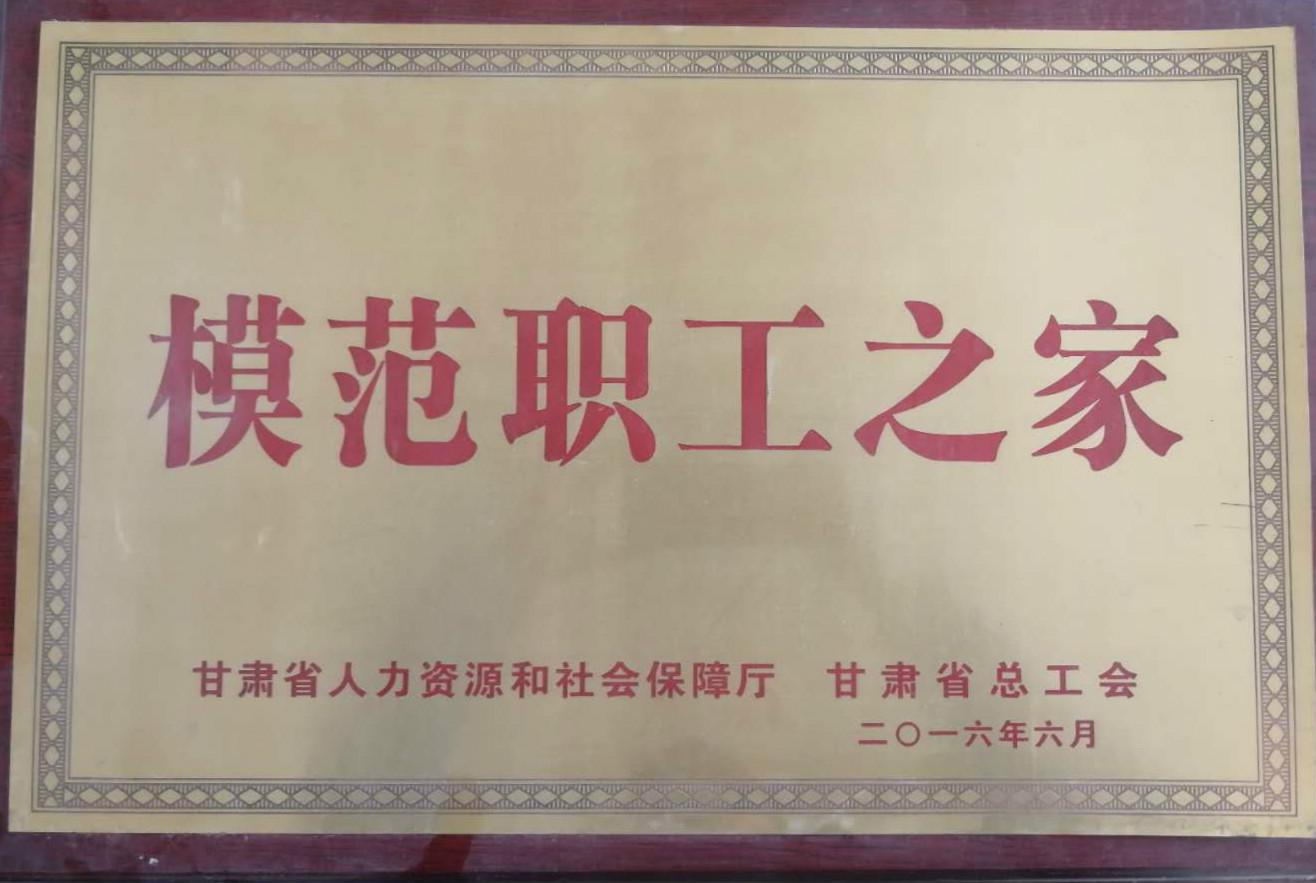 模范职工之家
甘肃省人力资源和社会保障厅 甘肃省总工会
二〇一六年六月